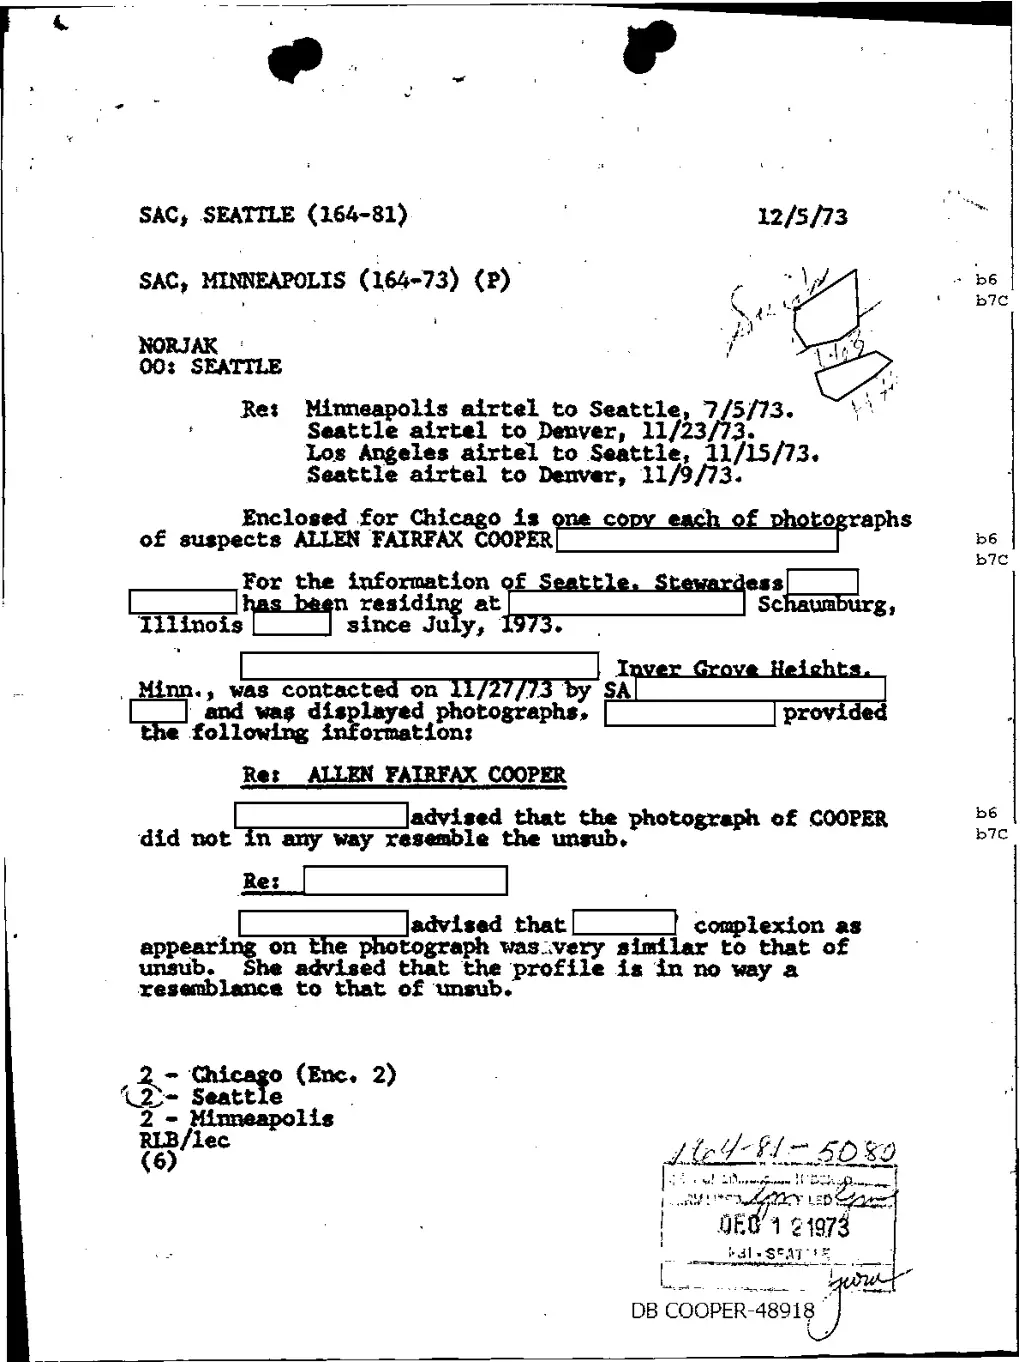 SAC, SEATTLE (164-81) 12/5/73
SAC, MINNEAPOLIS (164-73) (P)
b6
b7C
NORJAK
OO: SEATTLE
Re: Minneapolis airtel to Seattle, 7/5/73.
Seattle airtel to Denver, 11/23/73.
Los Angeles airtel to Seattle, 11/15/73.
Seattle airtel to Denver, 11/9/73.
Enclosed for Chicago is one copy each of photographs
of suspects ALLEN FAIRFAX COOPER
b6
b7C
For the information of Seattle. Stewardess
has been residing at Schaumburg,
Illinois since July, 1973.
Inver Grove Heights.
Minn., was contacted on 11/27/73 by SA
and was displayed photographs. provided
the following information:
Re: ALLEN FAIRFAX COOPER
advised that the photograph of COOPER
did not in any way resemble the unsub.
b6
b7C
Re:
advised that complexion as
appearing on the photograph was very similar to that of
unsub. She advised that the profile is in no way a
resemblance to that of unsub.
2 - Chicago (Enc. 2)
2 - Seattle
2 - Minneapolis
RLB/lec
(6)
164-81-5080
DEC 12 1973
FBI - SEATTLE
DB COOPER-48918